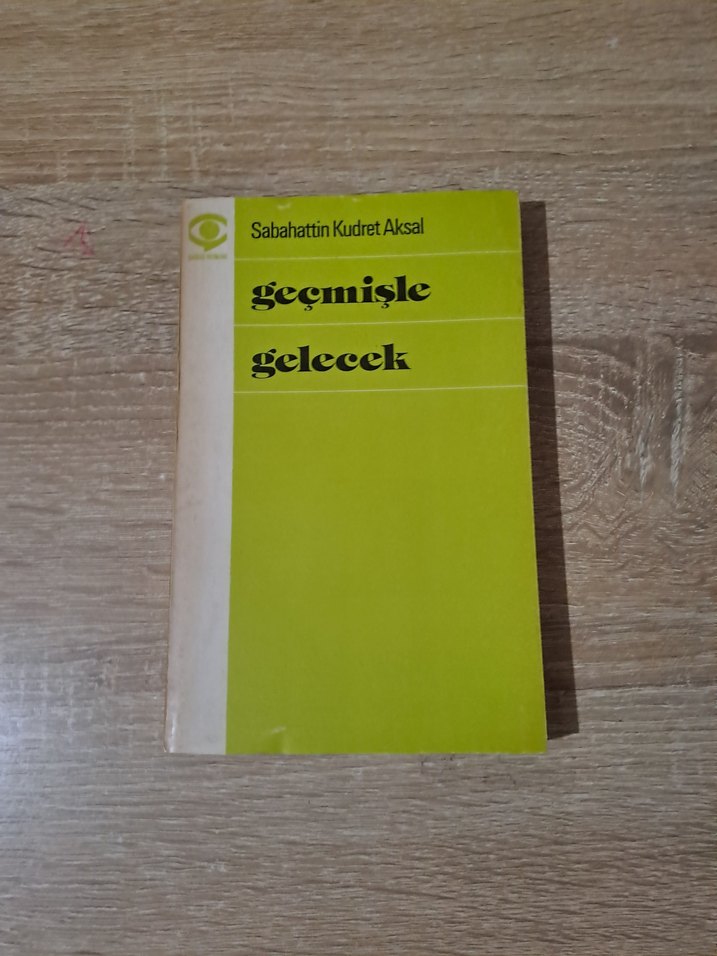 Sabahattin Kudret Aksal
geçmişle
gelecek